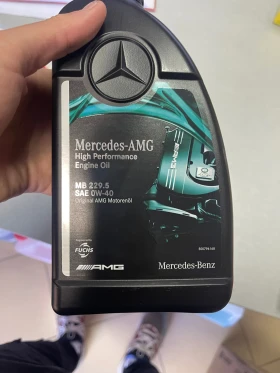 Mercedes-AMG
High Performance
Engine Oil
MB 229.5
SAE 0W-40
Original AMG Motorenöl
FUCHS
AMG
Mercedes-Benz